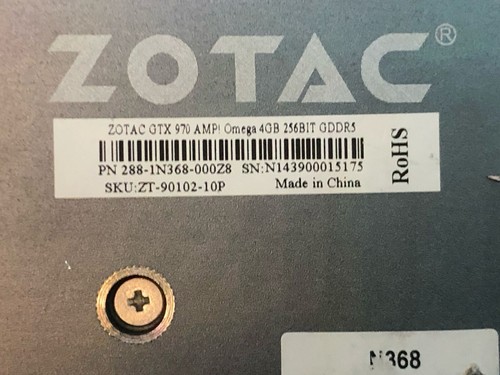 ZOTAC®
ZOTAC GTX 970 AMP! Omega 4GB 256BIT GDDR5
PN 288-1N368-000Z8 SN:N143900015175
SKU:ZT-90102-10P Made in China
RoHS
N368